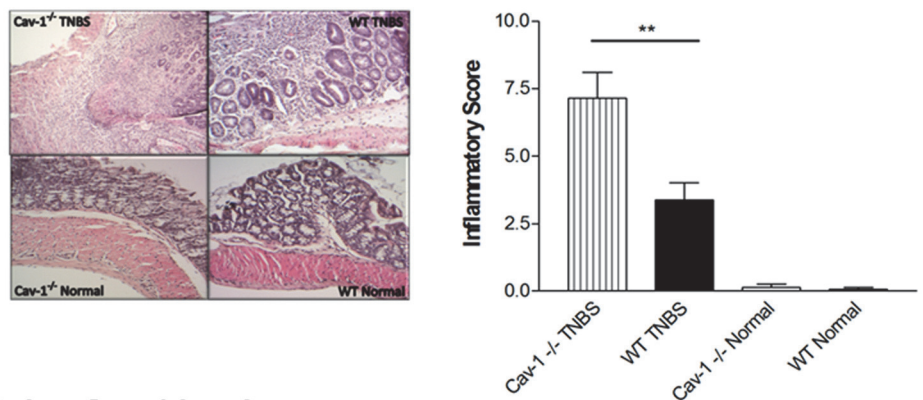 Cav-1-/- TNBS
WT TNBS
Cav-1-/- Normal
WT Normal
Inflammatory Score
10.0
7.5
5.0
2.5
0.0
**
Cav-1 -/- TNBS
WT TNBS
Cav-1 -/- Normal
WT Normal